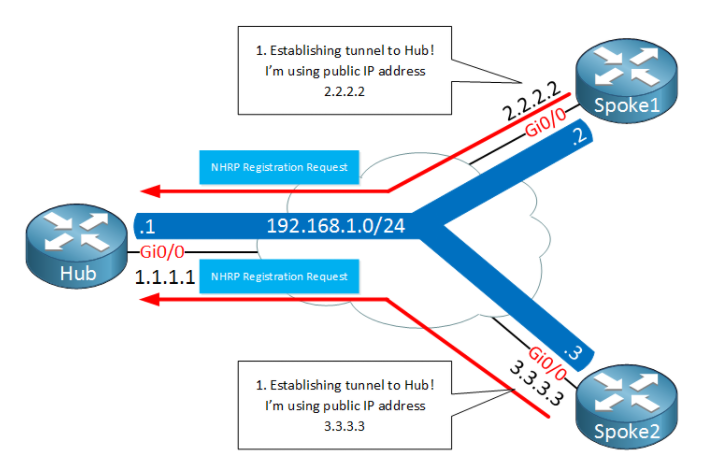 1. Establishing tunnel to Hub!
I'm using public IP address
2.2.2.2
2.2.2.2
Spoke1
Gi0/0
.2
NHRP Registration Request
.1
192.168.1.0/24
Gi0/0
Hub
1.1.1.1
NHRP Registration Request
.3
Gi0/0
3.3.3.3
1. Establishing tunnel to Hub!
I'm using public IP address
3.3.3.3
Spoke2